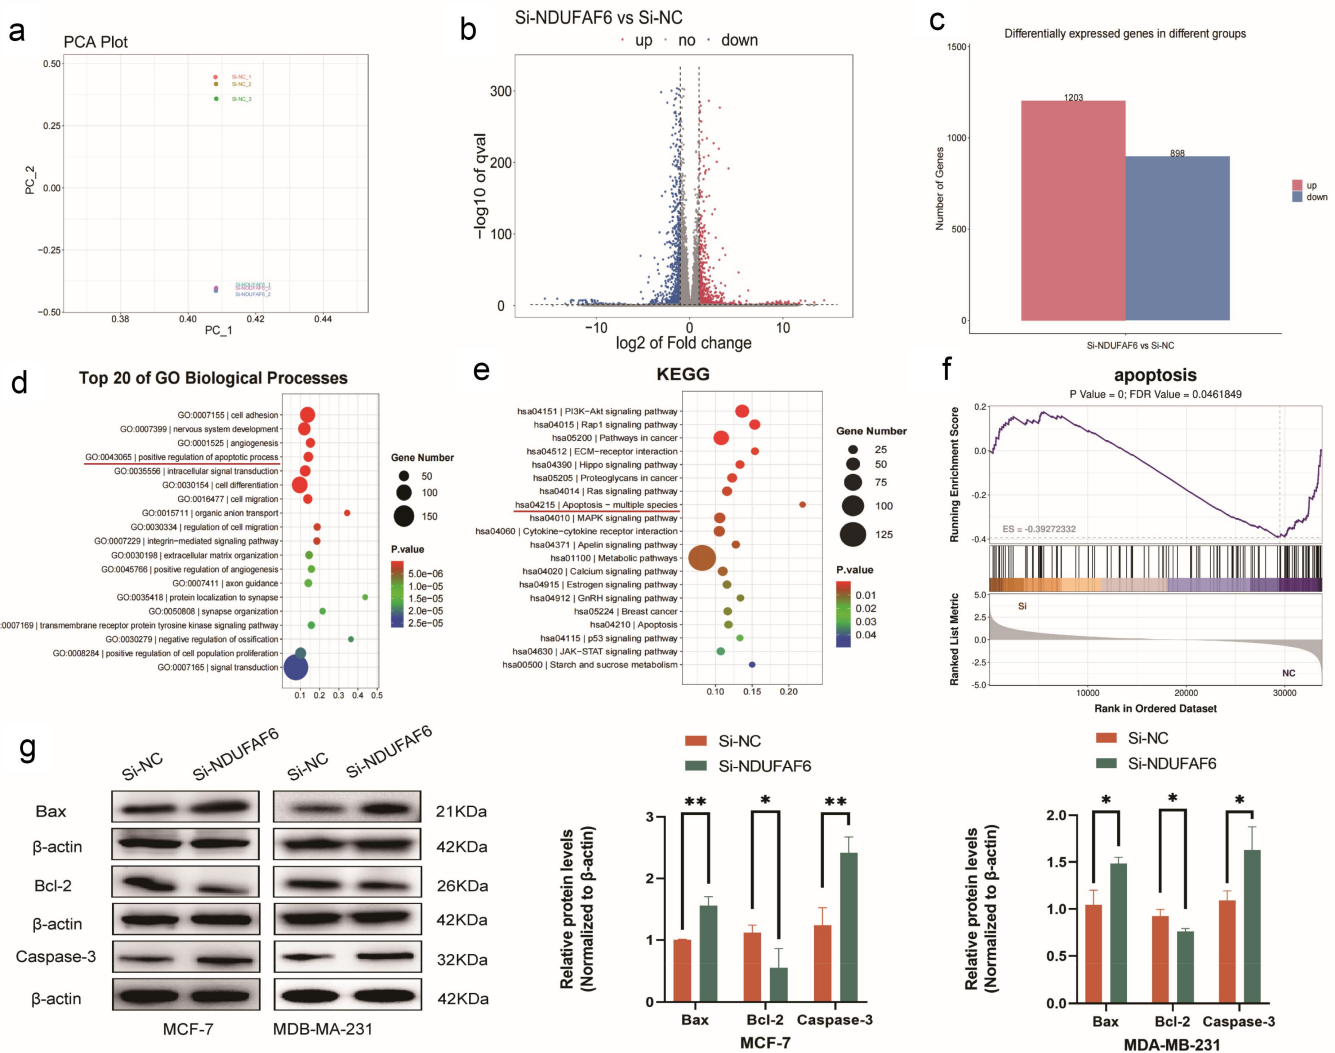 a
PCA Plot
0.50
0.25
0.00
−0.25
−0.50
PC_2
Si-NC_1
Si-NC_2
Si-NC_3
Si-NDUFAF6_2
0.38
0.40
0.42
0.44
PC_1
b
Si-NDUFAF6 vs Si-NC
up no down
−log10 of qval
300
200
100
0
−10
0
10
log2 of Fold change
c
Differentially expressed genes in different groups
Number of Genes
1500
1000
500
0
1203
898
up
down
Si-NDUFAF6 vs Si-NC
d
Top 20 of GO Biological Processes
GO:0007155 | cell adhesion
GO:0007399 | nervous system development
GO:0001525 | angiogenesis
GO:0043065 | positive regulation of apoptotic process
GO:0035556 | intracellular signal transduction
GO:0030154 | cell differentiation
GO:0016477 | cell migration
GO:0015711 | organic anion transport
GO:0030334 | regulation of cell migration
GO:0007229 | integrin−mediated signaling pathway
GO:0030198 | extracellular matrix organization
GO:0045766 | positive regulation of angiogenesis
GO:0007411 | axon guidance
GO:0035418 | protein localization to synapse
GO:0050808 | synapse organization
:0007169 | transmembrane receptor protein tyrosine kinase signaling pathway
GO:0030279 | negative regulation of ossification
GO:0008284 | positive regulation of cell population proliferation
GO:0007165 | signal transduction
0.1 0.2 0.3 0.4 0.5
Gene Number
50
100
150
P.value
5.0e−06
1.0e−05
1.5e−05
2.0e−05
2.5e−05
e
KEGG
hsa04151 | PI3K−Akt signaling pathway
hsa04015 | Rap1 signaling pathway
hsa05200 | Pathways in cancer
hsa04512 | ECM−receptor interaction
hsa04390 | Hippo signaling pathway
hsa05205 | Proteoglycans in cancer
hsa04014 | Ras signaling pathway
hsa04215 | Apoptosis − multiple species
hsa04010 | MAPK signaling pathway
hsa04060 | Cytokine−cytokine receptor interaction
hsa04371 | Apelin signaling pathway
hsa01100 | Metabolic pathways
hsa04020 | Calcium signaling pathway
hsa04915 | Estrogen signaling pathway
hsa04912 | GnRH signaling pathway
hsa05224 | Breast cancer
hsa04210 | Apoptosis
hsa04115 | p53 signaling pathway
hsa04630 | JAK−STAT signaling pathway
hsa00500 | Starch and sucrose metabolism
0.10 0.15 0.20
Gene Number
25
50
75
100
125
P.value
0.01
0.02
0.03
0.04
f
apoptosis
P Value = 0; FDR Value = 0.0461849
Running Enrichment Score
0.2
0.0
-0.2
-0.4
ES = -0.39272332
Ranked List Metric
5.0
2.5
0.0
-2.5
-5.0
Si
NC
10000 20000 30000
Rank in Ordered Dataset
g
Si-NC
Si-NDUFAF6
Si-NC
Si-NDUFAF6
Bax 21KDa
β-actin 42KDa
Bcl-2 26KDa
β-actin 42KDa
Caspase-3 32KDa
β-actin 42KDa
MCF-7 MDB-MA-231
Si-NC
Si-NDUFAF6
Relative protein levels
(Normalized to β-actin)
3
2
1
0
** * **
Bax Bcl-2 Caspase-3
MCF-7
Si-NC
Si-NDUFAF6
Relative protein levels
(Normalized to β-actin)
2.0
1.5
1.0
0.5
0.0
* * *
Bax Bcl-2 Caspase-3
MDA-MB-231